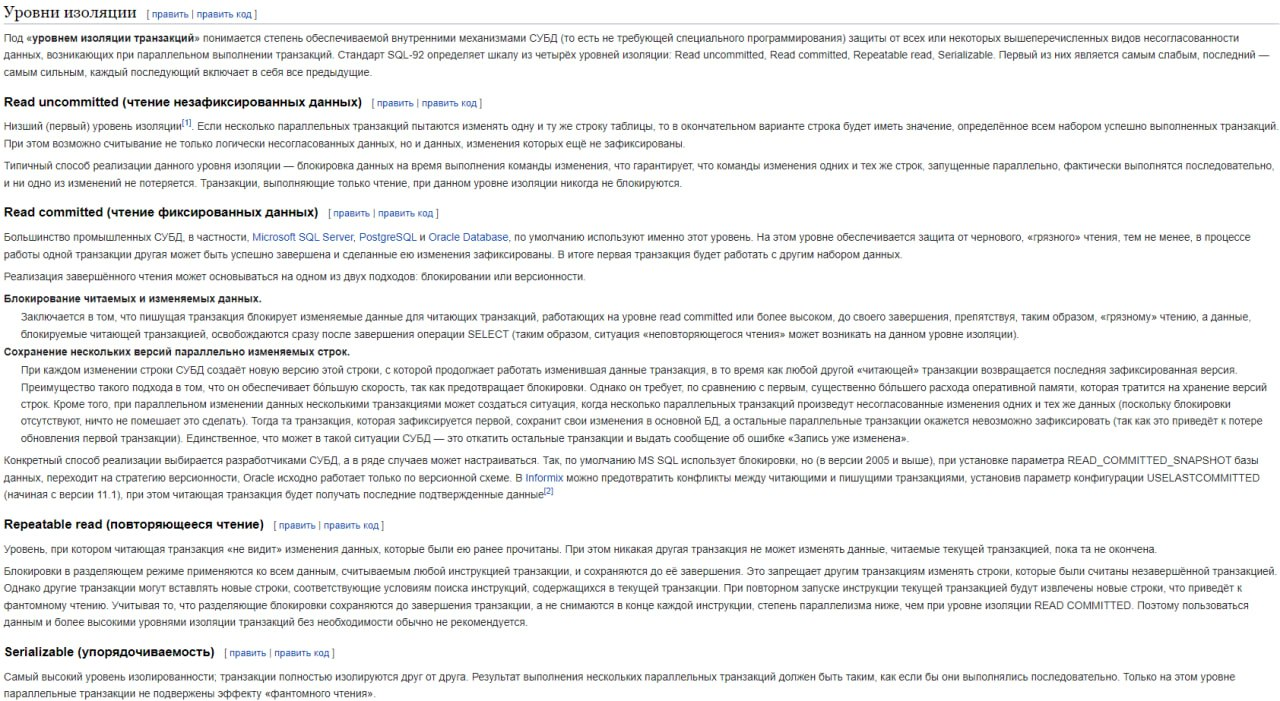 Уровни изоляции [ править | править код ]
Под «уровнем изоляции транзакций» понимается степень обеспечиваемой внутренними механизмами СУБД (то есть не требующей специального программирования) защиты от всех или некоторых вышеперечисленных видов несогласованности
данных, возникающих при параллельном выполнении транзакций. Стандарт SQL-92 определяет шкалу из четырёх уровней изоляции: Read uncommitted, Read committed, Repeatable read, Serializable. Первый из них является самым слабым, последний —
самым сильным, каждый последующий включает в себя все предыдущие.
Read uncommitted (чтение незафиксированных данных) [ править | править код ]
Низший (первый) уровень изоляции[1]. Если несколько параллельных транзакций пытаются изменять одну и ту же строку таблицы, то в окончательном варианте строка будет иметь значение, определённое всем набором успешно выполненных транзакций.
При этом возможно считывание не только логически несогласованных данных, но и данных, изменения которых ещё не зафиксированы.
Типичный способ реализации данного уровня изоляции — блокировка данных на время выполнения команды изменения, что гарантирует, что команды изменения одних и тех же строк, запущенные параллельно, фактически выполнятся последовательно,
и ни одно из изменений не потеряется. Транзакции, выполняющие только чтение, при данном уровне изоляции никогда не блокируются.
Read committed (чтение фиксированных данных) [ править | править код ]
Большинство промышленных СУБД, в частности, Microsoft SQL Server, PostgreSQL и Oracle Database, по умолчанию используют именно этот уровень. На этом уровне обеспечивается защита от чернового, «грязного» чтения, тем не менее, в процессе
работы одной транзакции другая может быть успешно завершена и сделанные ею изменения зафиксированы. В итоге первая транзакция будет работать с другим набором данных.
Реализация завершённого чтения может основываться на одном из двух подходов: блокировании или версионности.
Блокирование читаемых и изменяемых данных.
Заключается в том, что пишущая транзакция блокирует изменяемые данные для читающих транзакций, работающих на уровне read committed или более высоком, до своего завершения, препятствуя, таким образом, «грязному» чтению, а данные,
блокируемые читающей транзакцией, освобождаются сразу после завершения операции SELECT (таким образом, ситуация «неповторяющегося чтения» может возникать на данном уровне изоляции).
Сохранение нескольких версий параллельно изменяемых строк.
При каждом изменении строки СУБД создаёт новую версию этой строки, с которой продолжает работать изменившая данные транзакция, в то время как любой другой «читающей» транзакции возвращается последняя зафиксированная версия.
Преимущество такого подхода в том, что он обеспечивает бо́льшую скорость, так как предотвращает блокировки. Однако он требует, по сравнению с первым, существенно бо́льшего расхода оперативной памяти, которая тратится на хранение версий
строк. Кроме того, при параллельном изменении данных несколькими транзакциями может создаться ситуация, когда несколько параллельных транзакций произведут несогласованные изменения одних и тех же данных (поскольку блокировки
отсутствуют, ничто не помешает это сделать). Тогда та транзакция, которая зафиксируется первой, сохранит свои изменения в основной БД, а остальные параллельные транзакции окажется невозможно зафиксировать (так как это приведёт к потере
обновления первой транзакции). Единственное, что может в такой ситуации СУБД — это откатить остальные транзакции и выдать сообщение об ошибке «Запись уже изменена».
Конкретный способ реализации выбирается разработчиками СУБД, а в ряде случаев может настраиваться. Так, по умолчанию MS SQL использует блокировки, но (в версии 2005 и выше), при установке параметра READ_COMMITTED_SNAPSHOT базы
данных, переходит на стратегию версионности, Oracle исходно работает только по версионной схеме. В Informix можно предотвратить конфликты между читающими и пишущими транзакциями, установив параметр конфигурации USELASTCOMMITTED
(начиная с версии 11.1), при этом читающая транзакция будет получать последние подтвержденные данные[2]
Repeatable read (повторяющееся чтение) [ править | править код ]
Уровень, при котором читающая транзакция «не видит» изменения данных, которые были ею ранее прочитаны. При этом никакая другая транзакция не может изменять данные, читаемые текущей транзакцией, пока та не окончена.
Блокировки в разделяющем режиме применяются ко всем данным, считываемым любой инструкцией транзакции, и сохраняются до её завершения. Это запрещает другим транзакциям изменять строки, которые были считаны незавершённой транзакцией.
Однако другие транзакции могут вставлять новые строки, соответствующие условиям поиска инструкций, содержащихся в текущей транзакции. При повторном запуске инструкции текущей транзакцией будут извлечены новые строки, что приведёт к
фантомному чтению. Учитывая то, что разделяющие блокировки сохраняются до завершения транзакции, а не снимаются в конце каждой инструкции, степень параллелизма ниже, чем при уровне изоляции READ COMMITTED. Поэтому пользоваться
данным и более высокими уровнями изоляции транзакций без необходимости обычно не рекомендуется.
Serializable (упорядочиваемость) [ править | править код ]
Самый высокий уровень изолированности; транзакции полностью изолируются друг от друга. Результат выполнения нескольких параллельных транзакций должен быть таким, как если бы они выполнялись последовательно. Только на этом уровне
параллельные транзакции не подвержены эффекту «фантомного чтения».